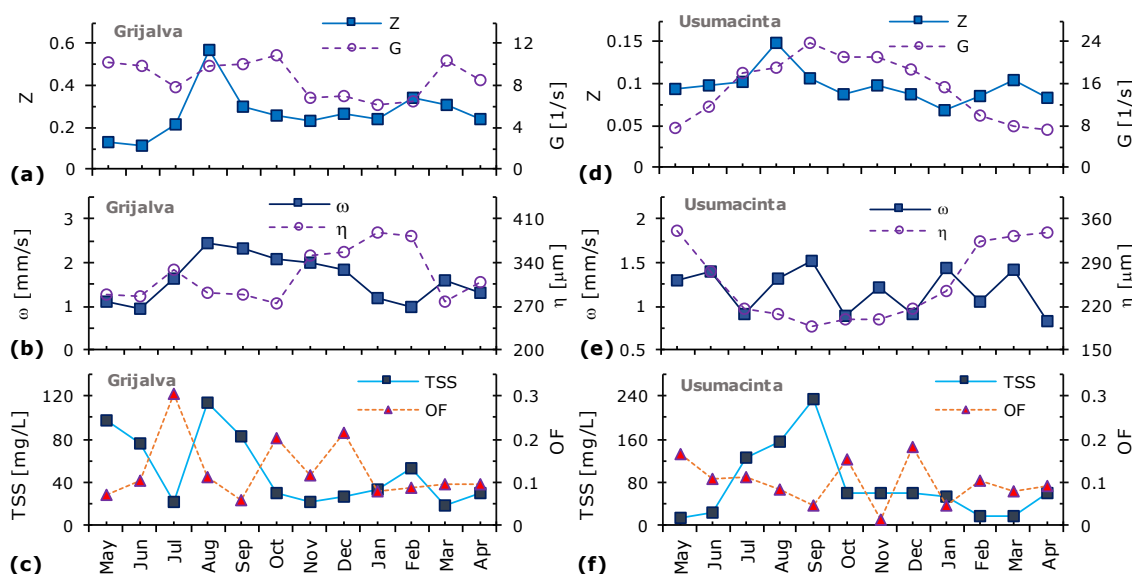 Grijalva
Z
G
0.6
0.4
0.2
0
Z
12
8
4
0
G [1/s]
(a)
Usumacinta
Z
G
0.15
0.1
0.05
0
Z
24
16
8
0
G [1/s]
(d)
Grijalva
ω
η
3
2
1
0
ω [mm/s]
410
340
270
200
η [μm]
(b)
Usumacinta
ω
η
2
1.5
1
0.5
ω [mm/s]
360
290
220
150
η [μm]
(e)
Grijalva
TSS
OF
120
80
40
0
TSS [mg/L]
0.3
0.2
0.1
0
OF
May
Jun
Jul
Aug
Sep
Oct
Nov
Dec
Jan
Feb
Mar
Apr
(c)
Usumacinta
TSS
OF
240
160
80
0
TSS [mg/L]
0.3
0.2
0.1
0
OF
May
Jun
Jul
Aug
Sep
Oct
Nov
Dec
Jan
Feb
Mar
Apr
(f)